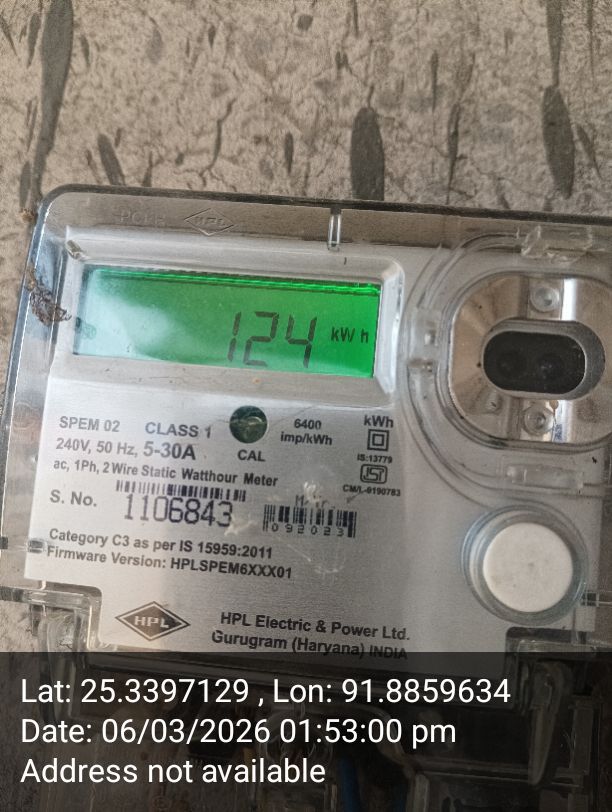 HPL
124 kWh
SPEM 02 CLASS 1
6400 imp/kWh
kWh
240V, 50 Hz, 5-30A
CAL
IS:13779
ac, 1Ph, 2 Wire Static Watthour Meter
CM/L-9190783
S. No. 1106843
092023
Category C3 as per IS 15959:2011
Firmware Version: HPLSPEM6XXX01
HPL
HPL Electric & Power Ltd.
Gurugram (Haryana) INDIA
Lat: 25.3397129 , Lon: 91.8859634
Date: 06/03/2026 01:53:00 pm
Address not available